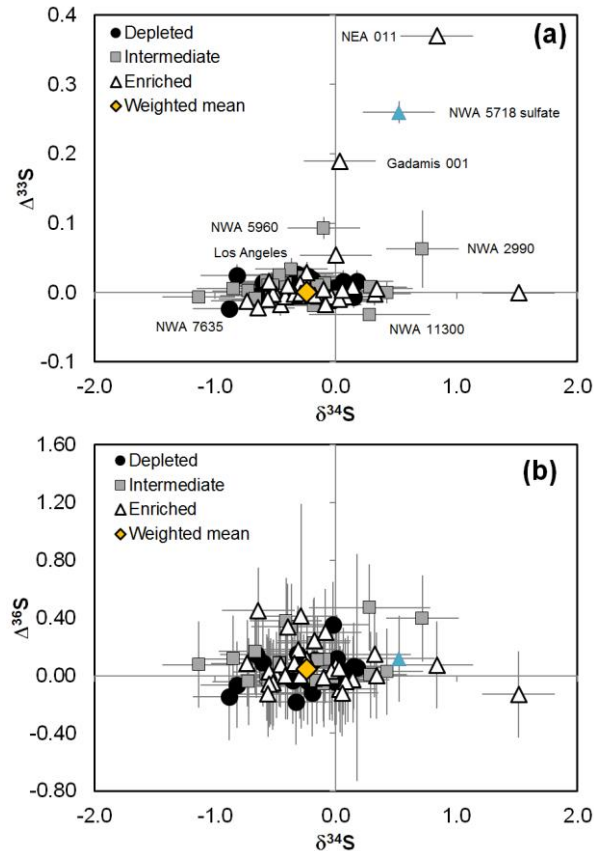 0.4
0.3
0.2
0.1
0.0
-0.1
-2.0
-1.0
0.0
1.0
2.0
Δ33S
δ34S
(a)
Depleted
Intermediate
Enriched
Weighted mean
NEA 011
NWA 5718 sulfate
Gadamis 001
NWA 5960
Los Angeles
NWA 2990
NWA 7635
NWA 11300
1.60
1.20
0.80
0.40
0.00
-0.40
-0.80
-2.0
-1.0
0.0
1.0
2.0
Δ36S
δ34S
(b)
Depleted
Intermediate
Enriched
Weighted mean